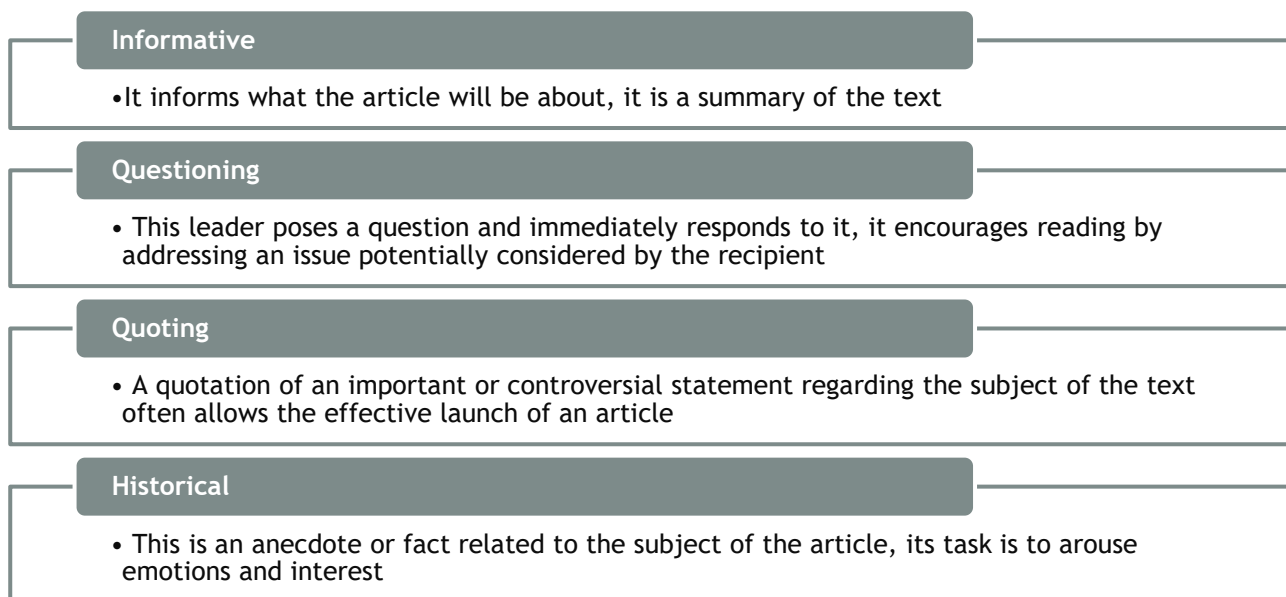 Informative
•It informs what the article will be about, it is a summary of the text
Questioning
• This leader poses a question and immediately responds to it, it encourages reading by
addressing an issue potentially considered by the recipient
Quoting
• A quotation of an important or controversial statement regarding the subject of the text
often allows the effective launch of an article
Historical
• This is an anecdote or fact related to the subject of the article, its task is to arouse
emotions and interest